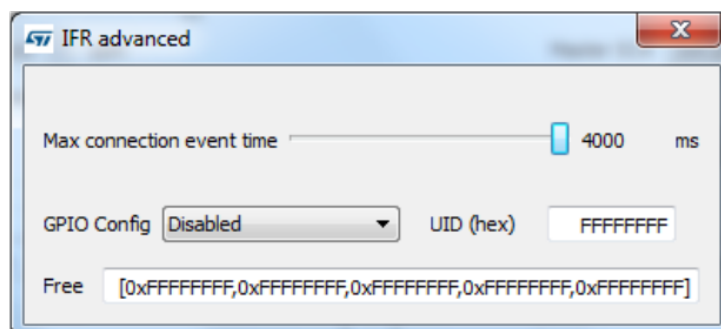 IFR advanced
Max connection event time 4000 ms
GPIO Config Disabled UID (hex) FFFFFFFF
Free [0xFFFFFFFF,0xFFFFFFFF,0xFFFFFFFF,0xFFFFFFFF,0xFFFFFFFF]